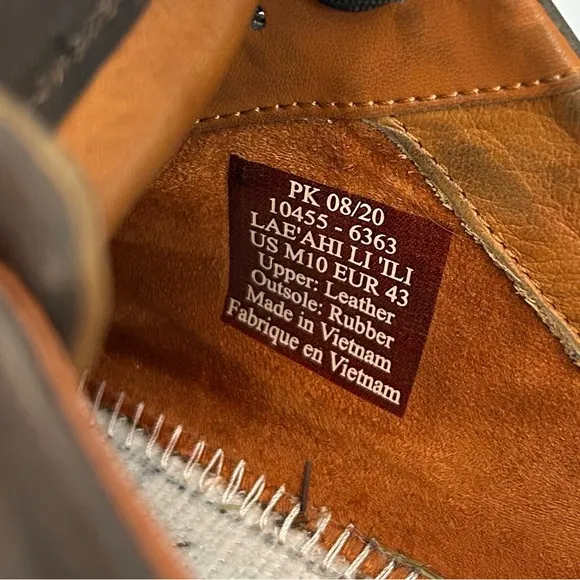 PK 08/20
10455 - 6363
LAE'AHI LI 'ILI
US M10 EUR 43
Upper: Leather
Outsole: Rubber
Made in Vietnam
Fabrique en Vietnam